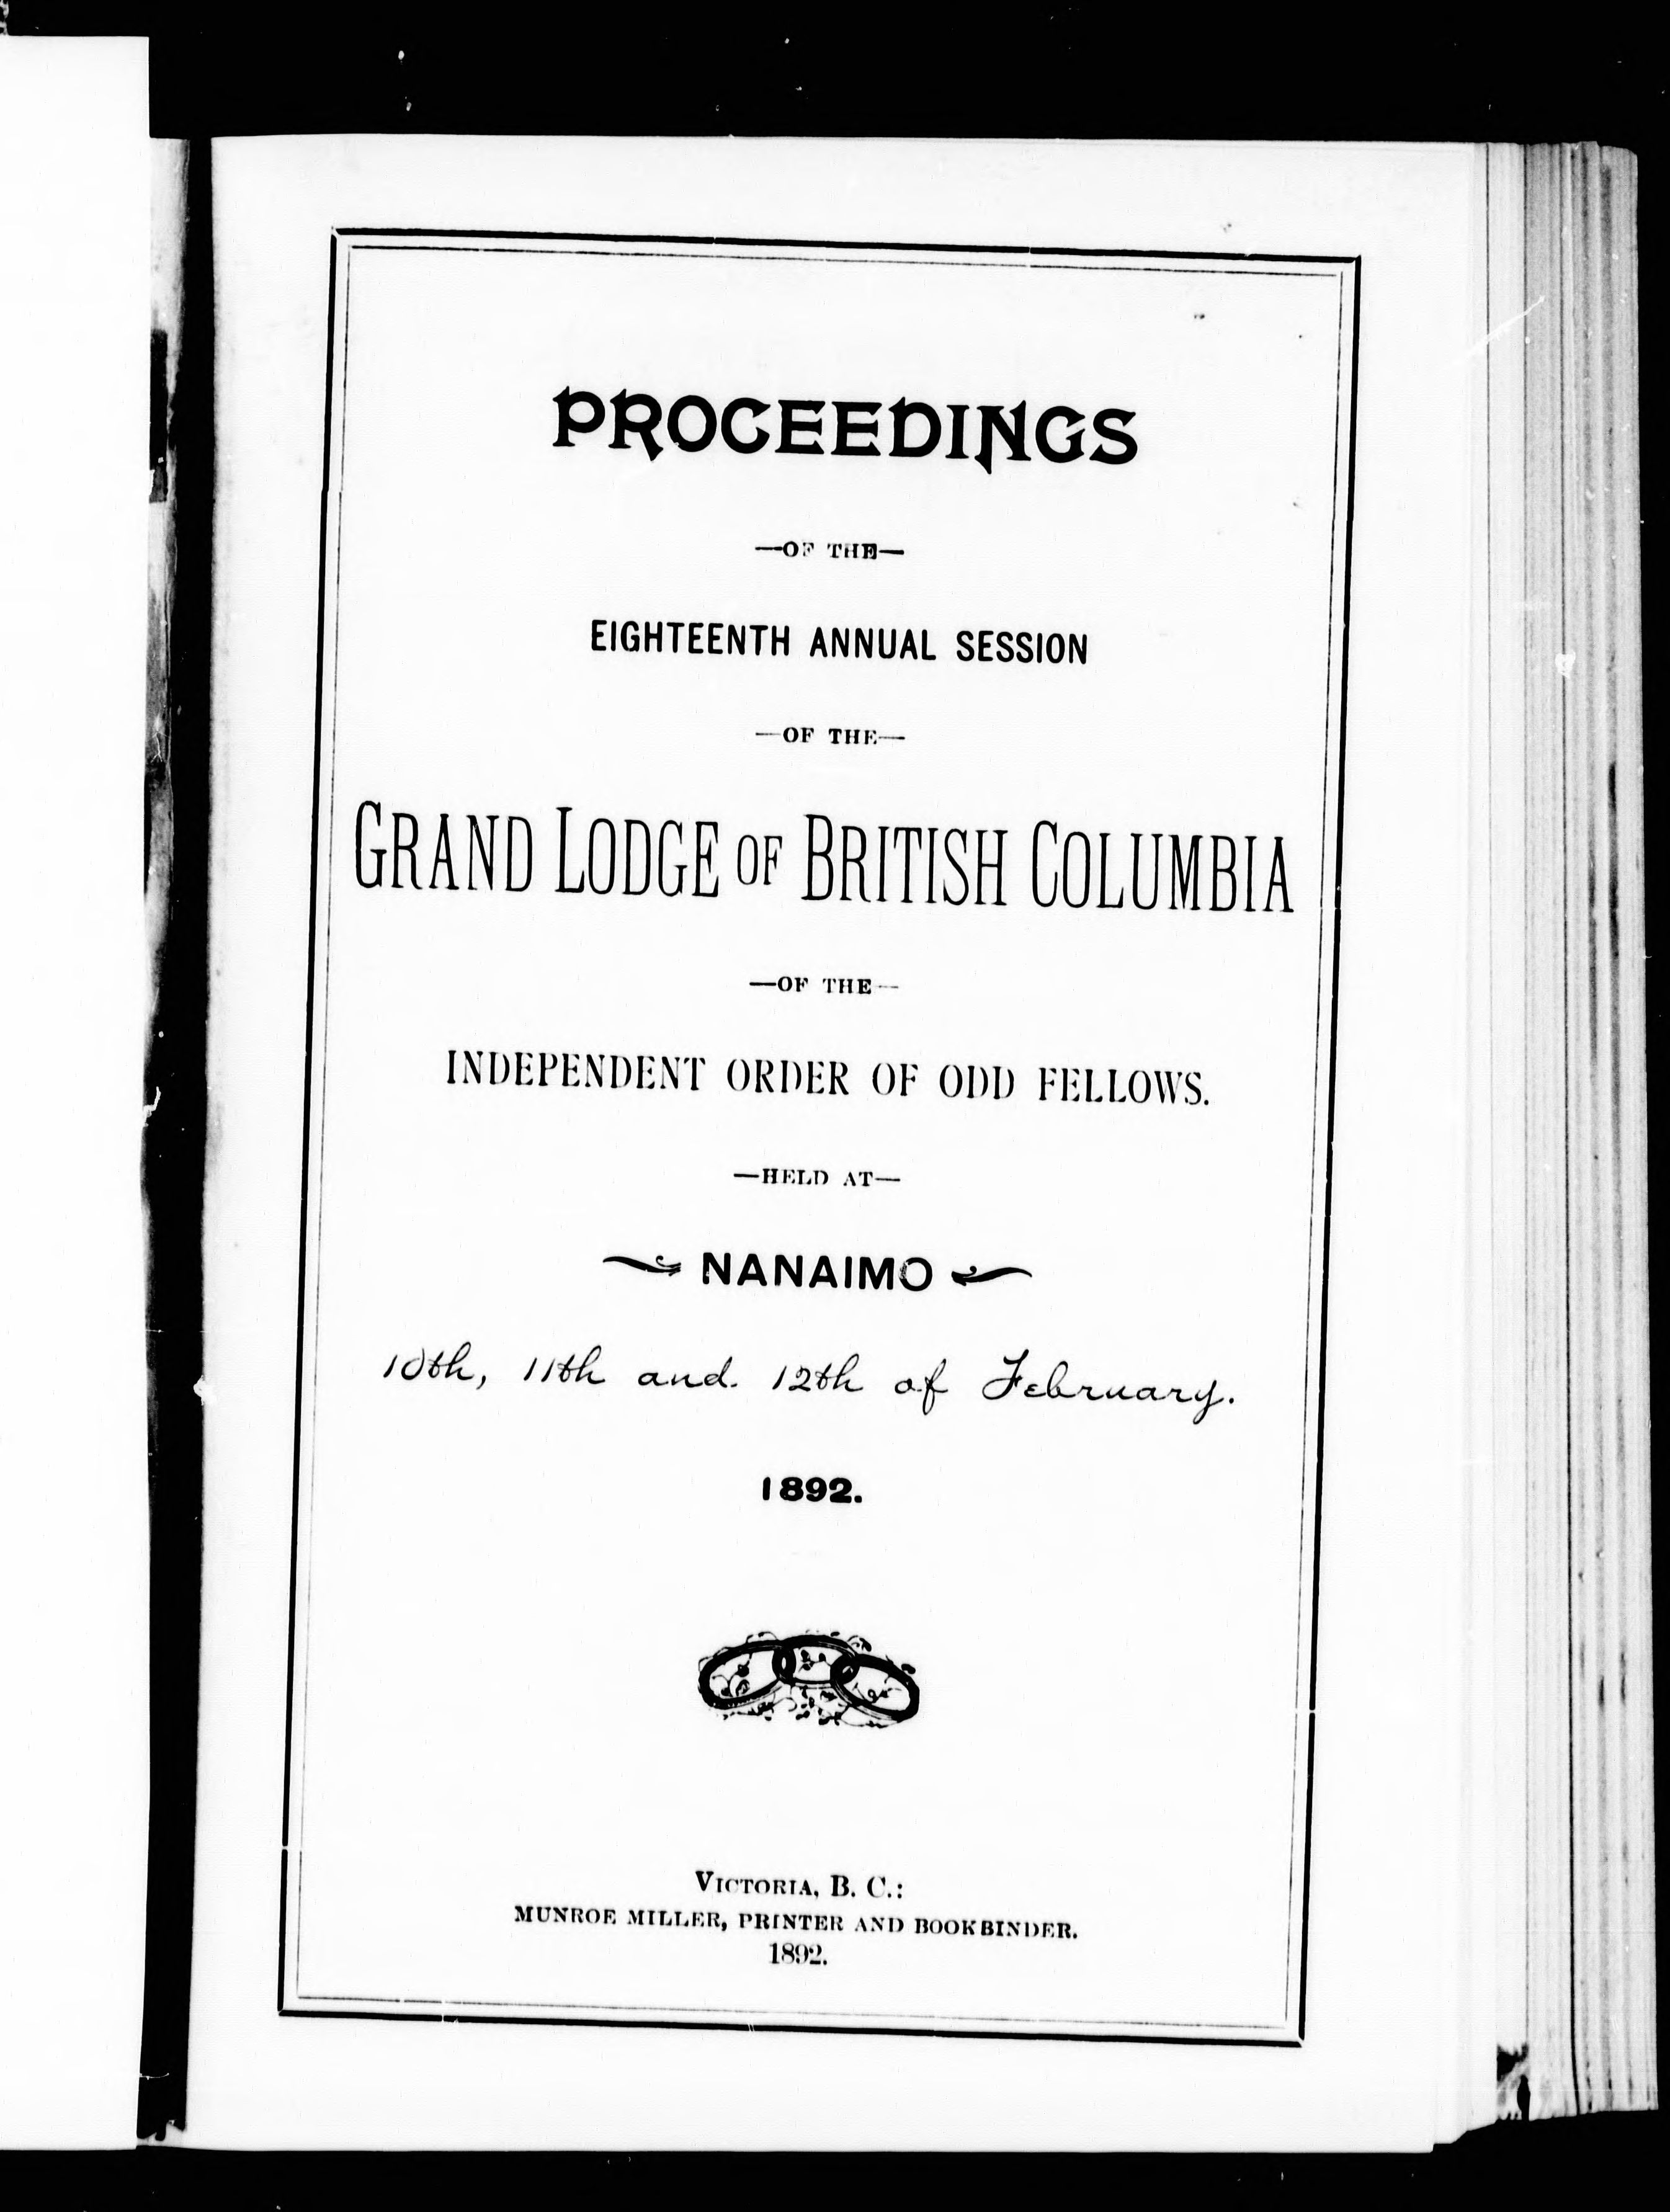 PROCEEDINGS
—OF THE—
EIGHTEENTH ANNUAL SESSION
—OF THE—
GRAND LODGE OF BRITISH COLUMBIA
—OF THE—
INDEPENDENT ORDER OF ODD FELLOWS.
—HELD AT—
NANAIMO
10th, 11th and. 12th of February.
1892.
VICTORIA, B. C.:
MUNROE MILLER, PRINTER AND BOOKBINDER.
1892.